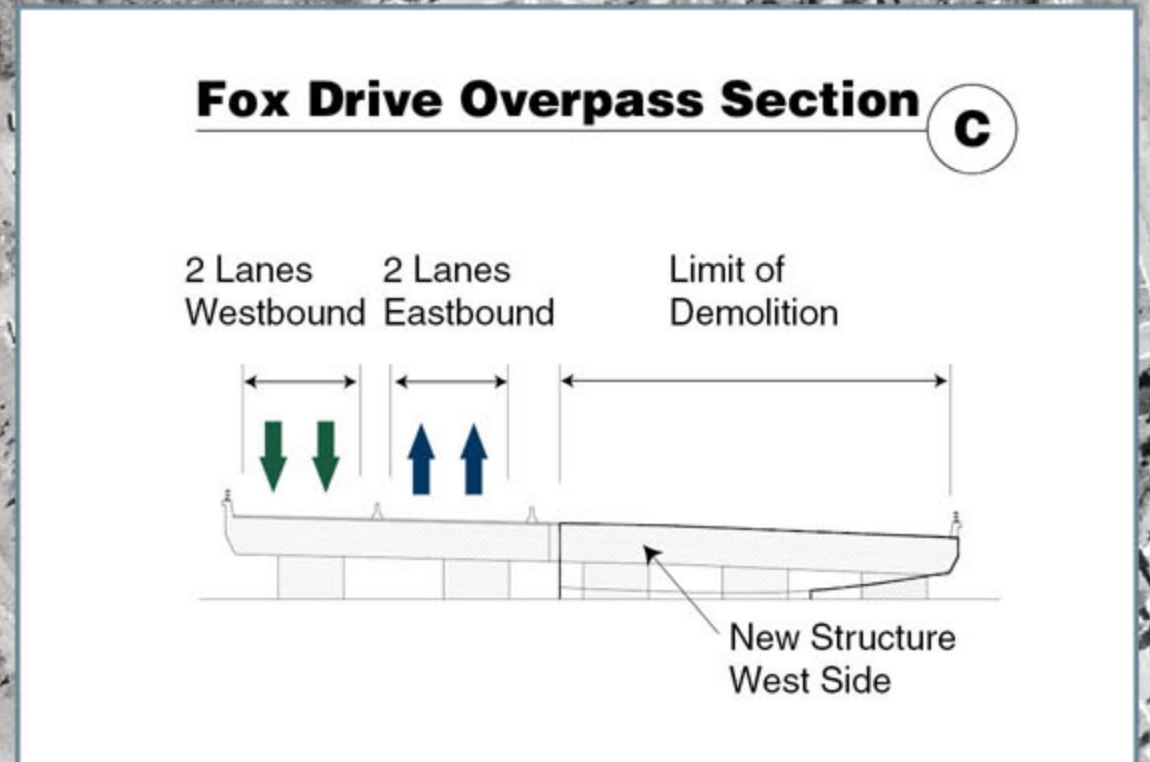 Fox Drive Overpass Section
C
2 Lanes
Westbound
2 Lanes
Eastbound
Limit of
Demolition
New Structure
West Side